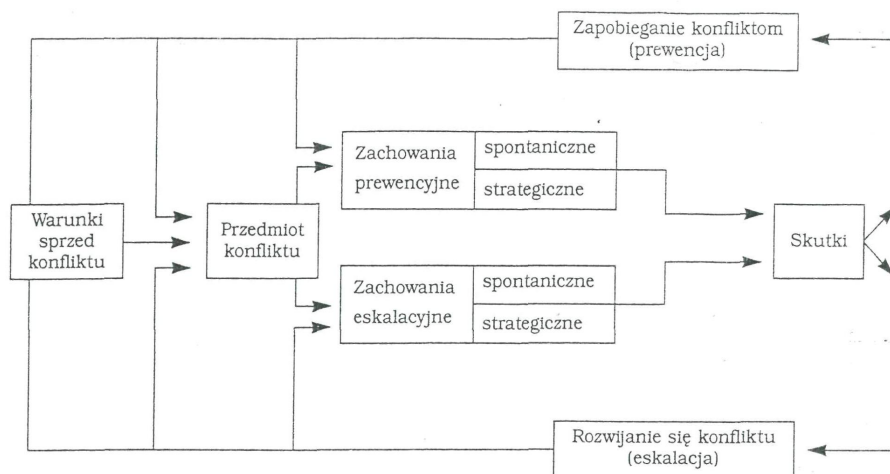 Zapobieganie konfliktom
(prewencja)
Zachowania
prewencyjne
spontaniczne
strategiczne
Warunki
sprzed
konfliktu
Przedmiot
konfliktu
Skutki
Zachowania
eskalacyjne
spontaniczne
strategiczne
Rozwijanie się konfliktu
(eskalacja)